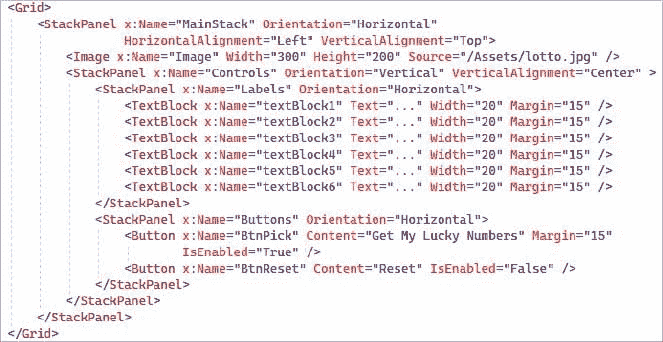 <Grid>
<StackPanel x:Name="MainStack" Orientation="Horizontal"
HorizontalAlignment="Left" VerticalAlignment="Top">
<Image x:Name="Image" Width="300" Height="200" Source="/Assets/lotto.jpg" />
<StackPanel x:Name="Controls" Orientation="Vertical" VerticalAlignment="Center" >
<StackPanel x:Name="Labels" Orientation="Horizontal">
<TextBlock x:Name="textBlock1" Text="..." Width="20" Margin="15" />
<TextBlock x:Name="textBlock2" Text="..." Width="20" Margin="15" />
<TextBlock x:Name="textBlock3" Text="..." Width="20" Margin="15" />
<TextBlock x:Name="textBlock4" Text="..." Width="20" Margin="15" />
<TextBlock x:Name="textBlock5" Text="..." Width="20" Margin="15" />
<TextBlock x:Name="textBlock6" Text="..." Width="20" Margin="15" />
</StackPanel>
<StackPanel x:Name="Buttons" Orientation="Horizontal">
<Button x:Name="BtnPick" Content="Get My Lucky Numbers" Margin="15"
IsEnabled="True" />
<Button x:Name="BtnReset" Content="Reset" IsEnabled="False" />
</StackPanel>
</StackPanel>
</StackPanel>
</Grid>